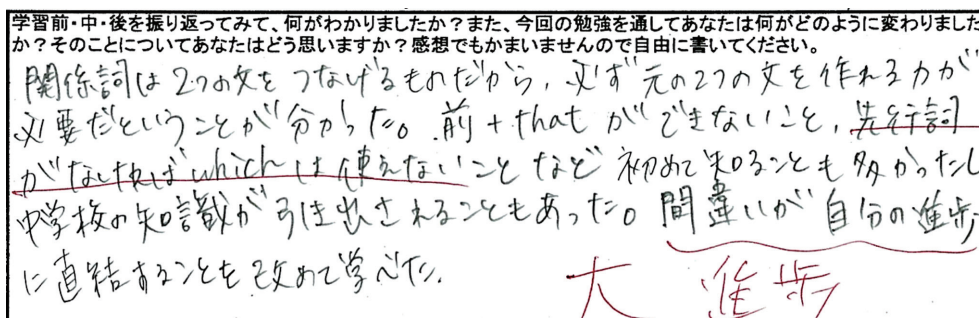 学習前・中・後を振り返ってみて、何がわかりましたか？また、今回の勉強を通してあなたは何がどのように変わりました
か？そのことについてあなたはどう思いますか？感想でもかまいませんので自由に書いてください。
関係詞は2つの文をつなげるものだから、必ず元の2つの文を作れる力が
必要だということが分かった。前+thatができないこと、先行詞
がなければwhichは使えないことなど初めて知ることも多かったし
中学校の知識が引き出されることもあった。間違いが自分の進歩
に直結することを改めて学んだ。
大進歩